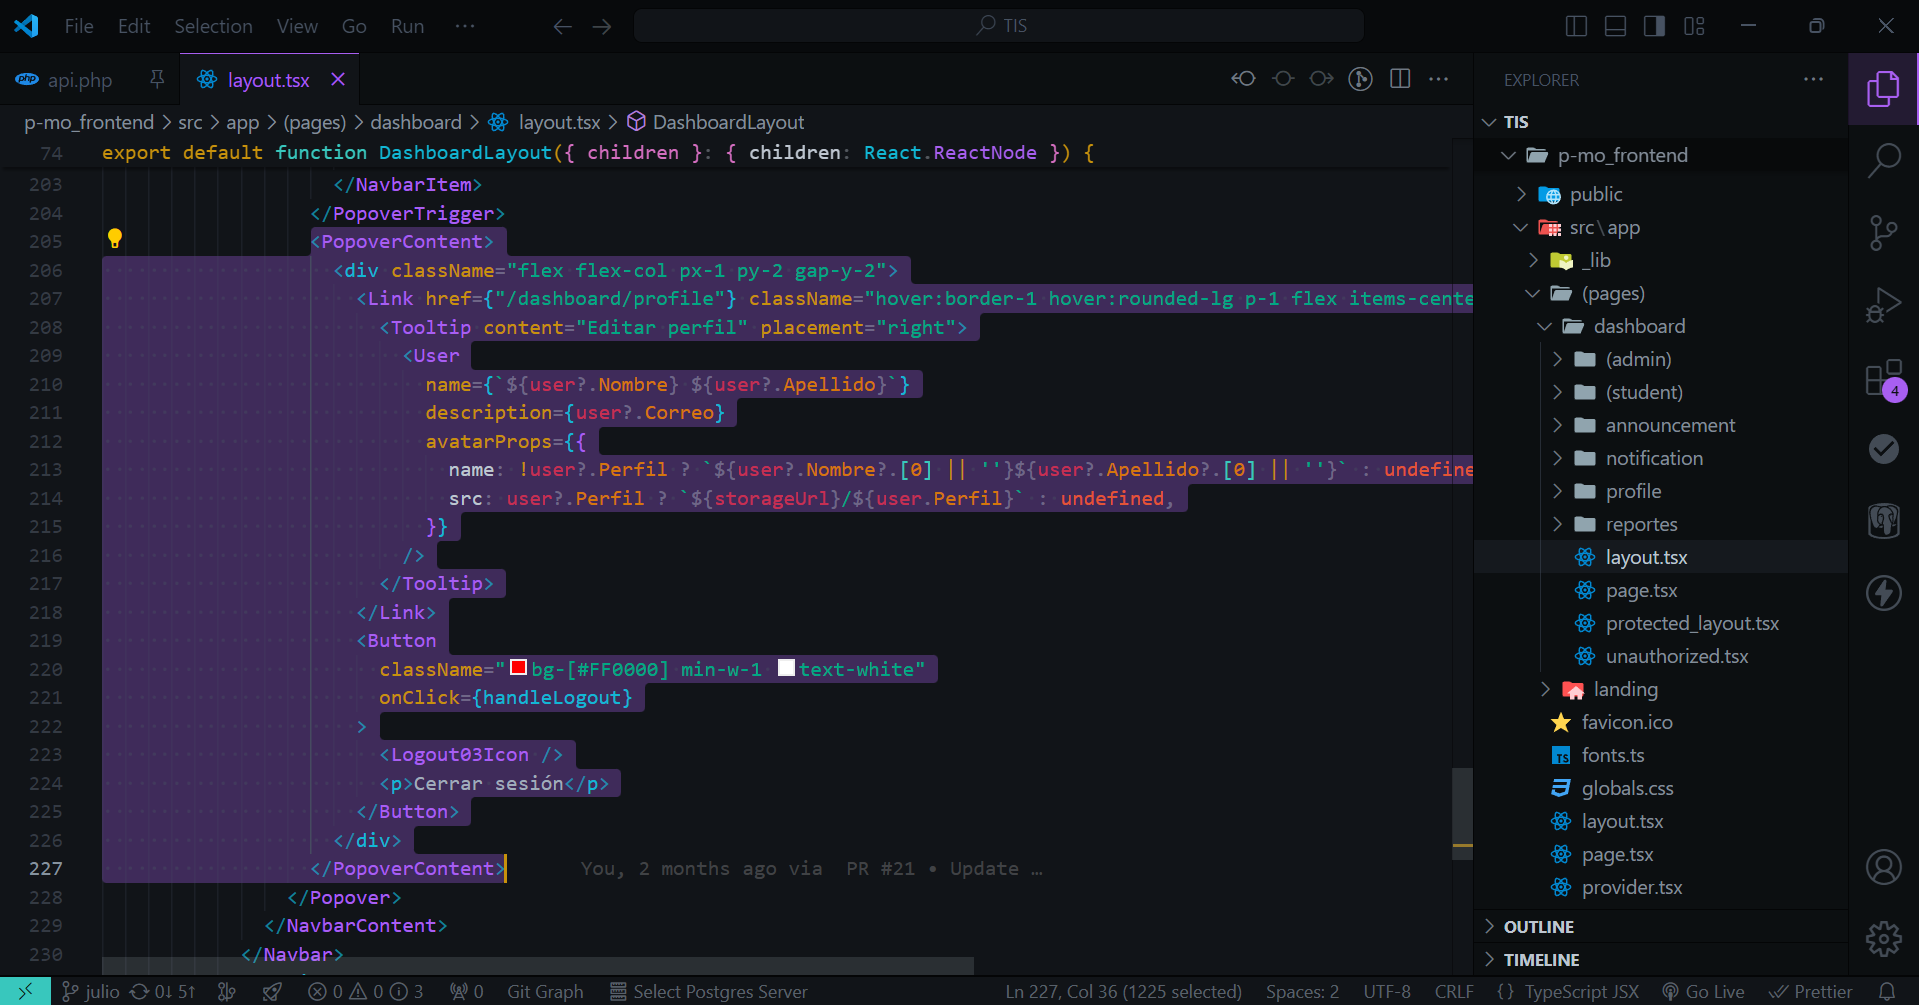 File Edit Selection View Go Run ··· TIS
api.php layout.tsx
p-mo_frontend > src > app > (pages) > dashboard > layout.tsx > DashboardLayout
74 export default function DashboardLayout({ children }: { children: React.ReactNode }) {
203 </NavbarItem>
204 </PopoverTrigger>
205 <PopoverContent>
206 <div className="flex flex-col px-1 py-2 gap-y-2">
207 <Link href={"/dashboard/profile"} className="hover:border-1 hover:rounded-lg p-1 flex items-cente
208 <Tooltip content="Editar perfil" placement="right">
209 <User
210 name={`${user?.Nombre} ${user?.Apellido}`}
211 description={user?.Correo}
212 avatarProps={{
213 name: !user?.Perfil ? `${user?.Nombre?.[0] || ''}${user?.Apellido?.[0] || ''}` : undefine
214 src: user?.Perfil ? `${storageUrl}/${user.Perfil}` : undefined,
215 }}
216 />
217 </Tooltip>
218 </Link>
219 <Button
220 className="bg-[#FF0000] min-w-1 text-white"
221 onClick={handleLogout}
222 >
223 <Logout03Icon />
224 <p>Cerrar sesión</p>
225 </Button>
226 </div>
227 </PopoverContent> You, 2 months ago via PR #21 • Update …
228 </Popover>
229 </NavbarContent>
230 </Navbar>
EXPLORER
TIS
p-mo_frontend
public
src\app
_lib
(pages)
dashboard
(admin)
(student)
announcement
notification
profile
reportes
layout.tsx
page.tsx
protected_layout.tsx
unauthorized.tsx
landing
favicon.ico
fonts.ts
globals.css
layout.tsx
page.tsx
provider.tsx
OUTLINE
TIMELINE
4
julio 0↓ 5↑ 0 0 3 0 Git Graph Select Postgres Server Ln 227, Col 36 (1225 selected) Spaces: 2 UTF-8 CRLF {} TypeScript JSX Go Live Prettier